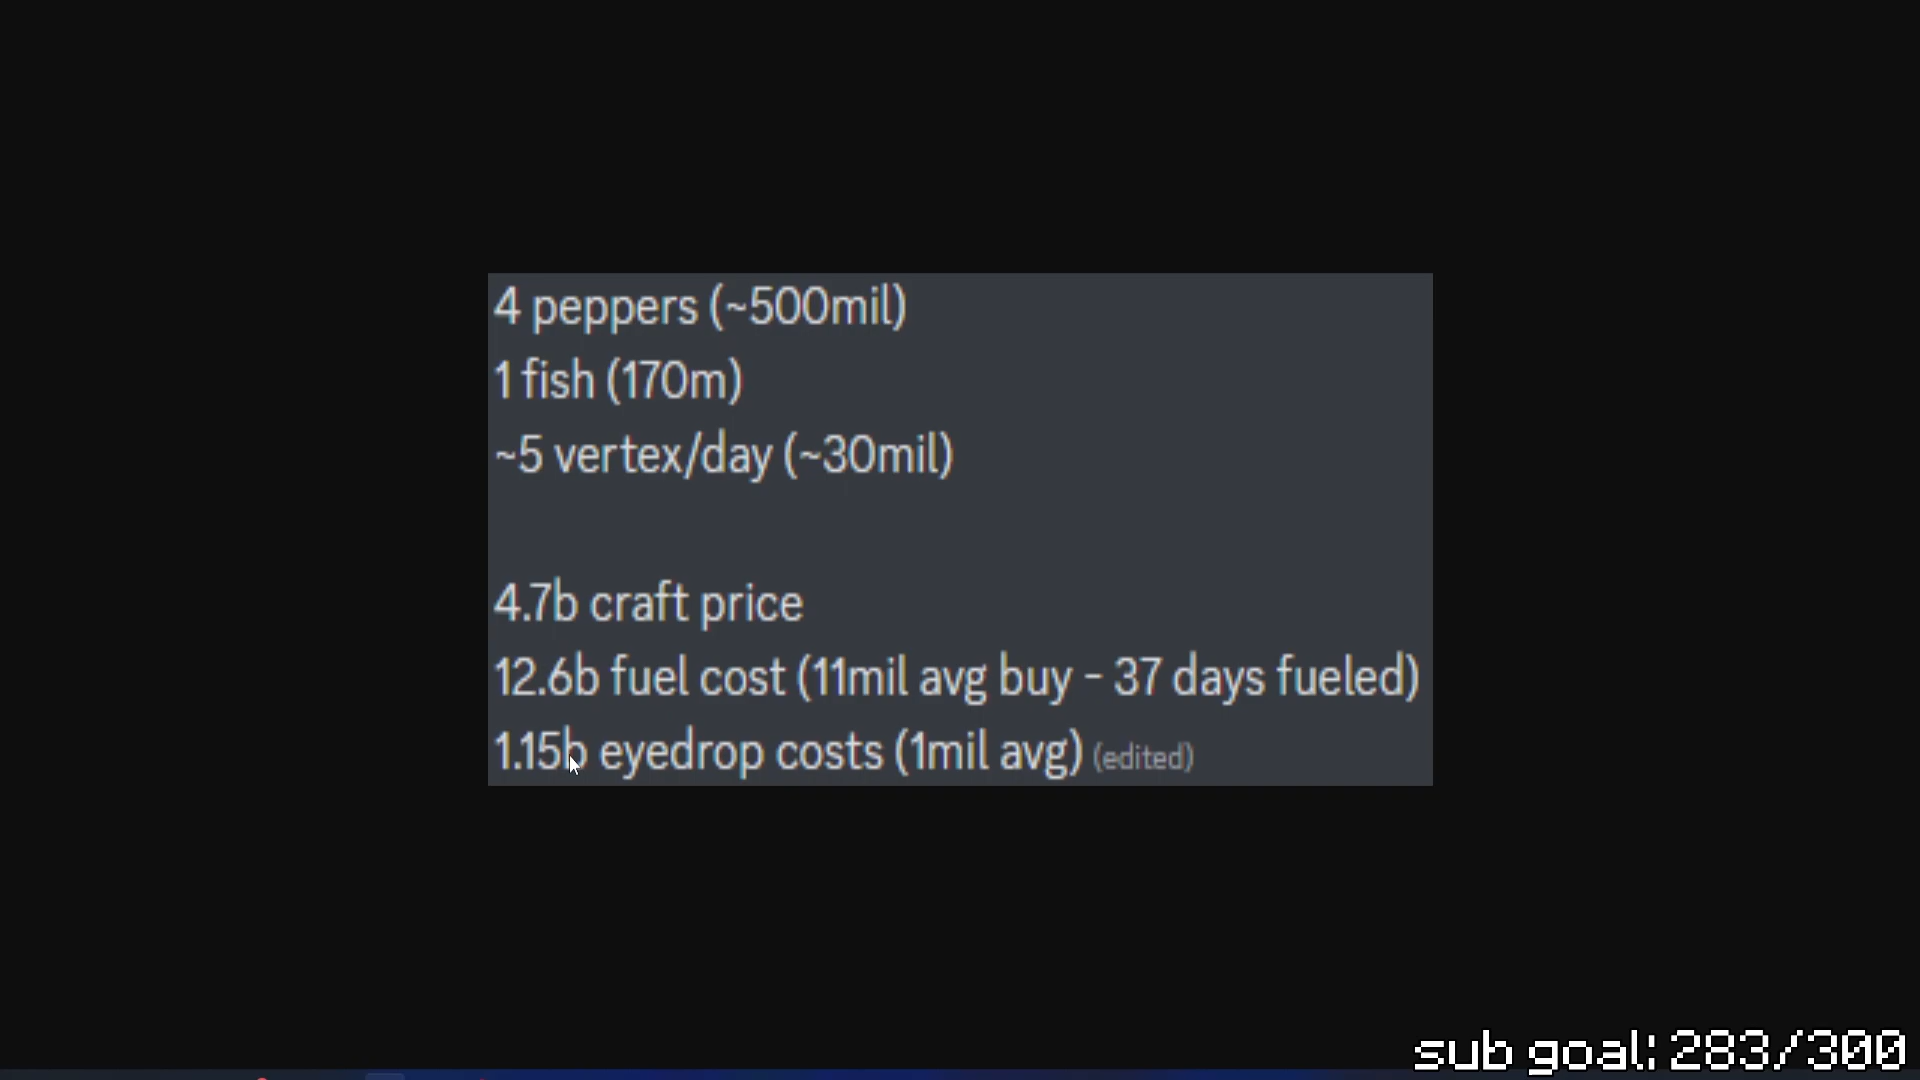 4 peppers (~500mil)
1 fish (170m)
~5 vertex/day (~30mil)
4.7b craft price
12.6b fuel cost (11mil avg buy - 37 days fueled)
1.15b eyedrop costs (1mil avg) (edited)
sub goal: 283/300